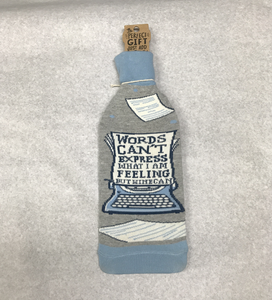 PERFECT
GIFT
WORDS
CAN'T
EXPRESS
WHAT I AM
FEELING
BUT WINE CAN